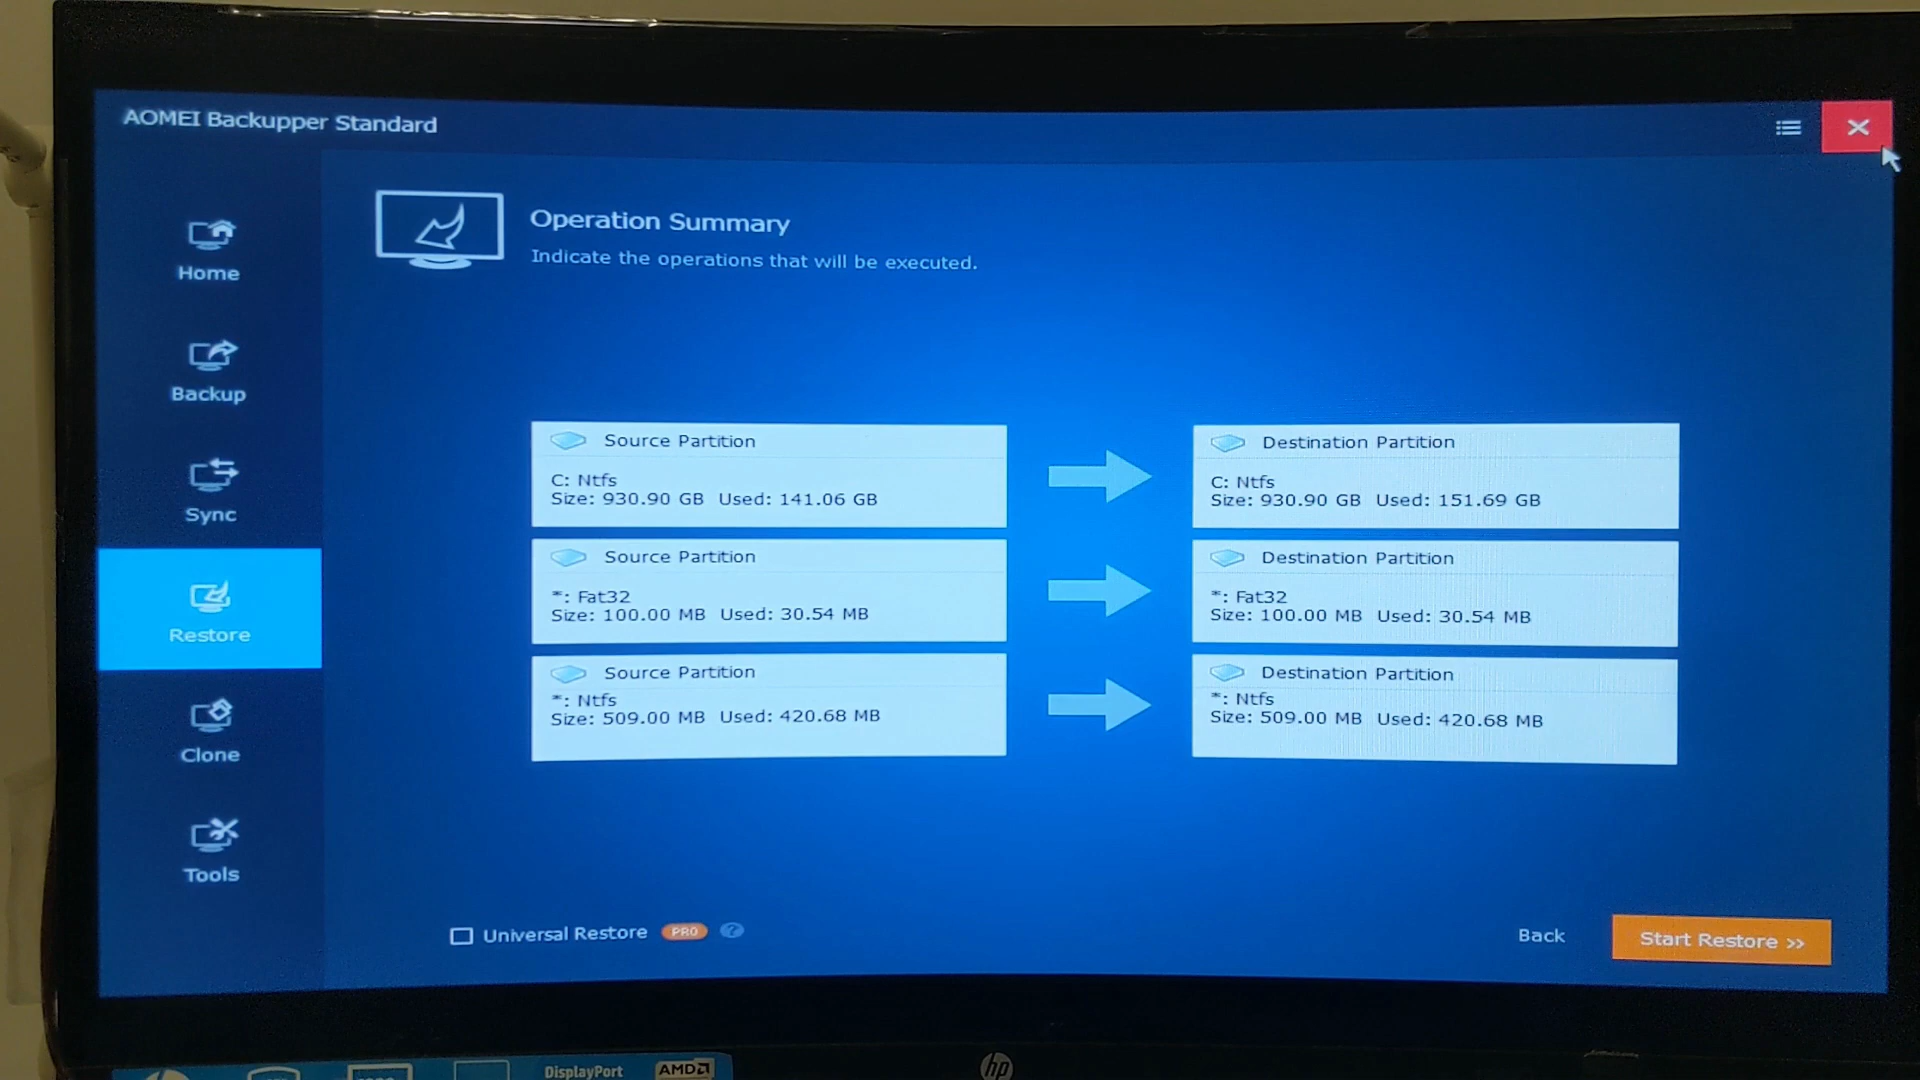 AOMEI Backupper Standard
Operation Summary
Indicate the operations that will be executed.
Home
Backup
Sync
Restore
Clone
Tools
Source Partition
C: Ntfs
Size: 930.90 GB Used: 141.06 GB
Destination Partition
C: Ntfs
Size: 930.90 GB Used: 151.69 GB
Source Partition
*: Fat32
Size: 100.00 MB Used: 30.54 MB
Destination Partition
*: Fat32
Size: 100.00 MB Used: 30.54 MB
Source Partition
*: Ntfs
Size: 509.00 MB Used: 420.68 MB
Destination Partition
*: Ntfs
Size: 509.00 MB Used: 420.68 MB
Universal Restore PRO ?
Back
Start Restore >>
DisplayPort
AMD
hp